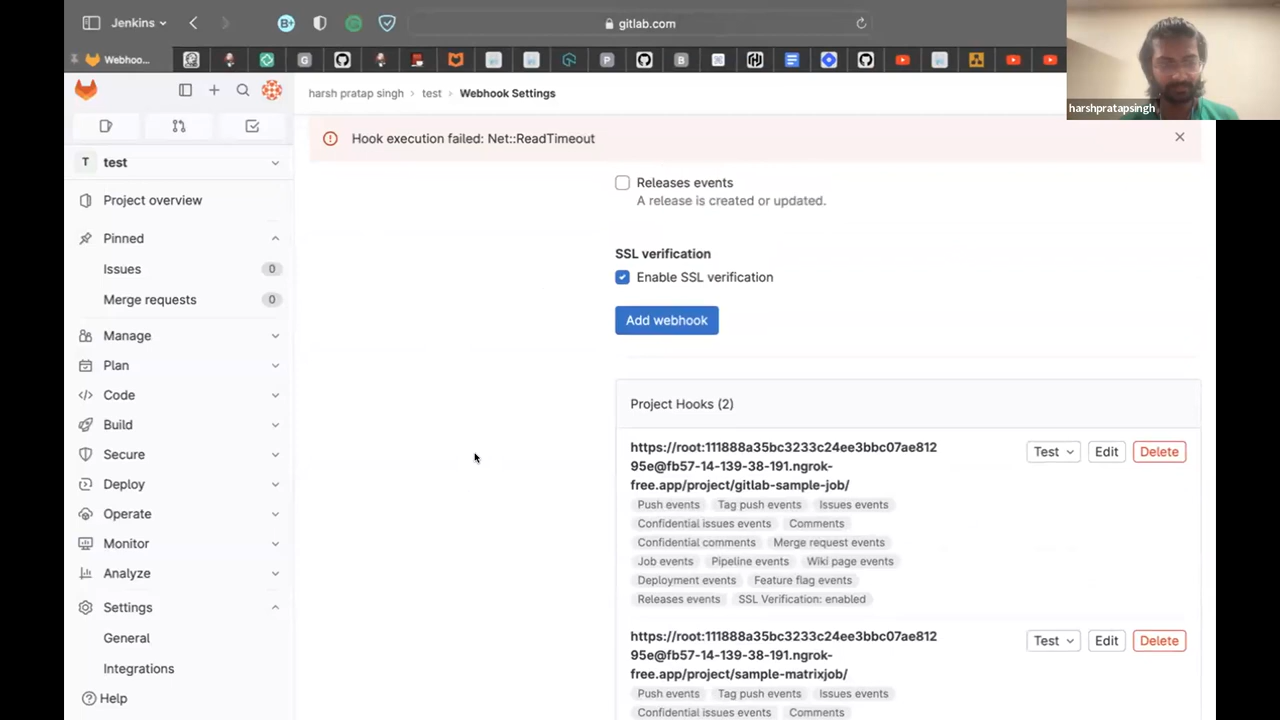 Jenkins
gitlab.com
Webhoo...
harshpratapsingh
harsh pratap singh › test › Webhook Settings
Hook execution failed: Net::ReadTimeout
T test
Project overview
Pinned
Issues 0
Merge requests 0
Manage
Plan
Code
Build
Secure
Deploy
Operate
Monitor
Analyze
Settings
General
Integrations
Help
Releases events
A release is created or updated.
SSL verification
Enable SSL verification
Add webhook
Project Hooks (2)
https://root:111888a35bc3233c24ee3bbc07ae812
95e@fb57-14-139-38-191.ngrok-
free.app/project/gitlab-sample-job/
Test Edit Delete
Push events Tag push events Issues events
Confidential issues events Comments
Confidential comments Merge request events
Job events Pipeline events Wiki page events
Deployment events Feature flag events
Releases events SSL Verification: enabled
https://root:111888a35bc3233c24ee3bbc07ae812
95e@fb57-14-139-38-191.ngrok-
free.app/project/sample-matrixjob/
Test Edit Delete
Push events Tag push events Issues events
Confidential issues events Comments